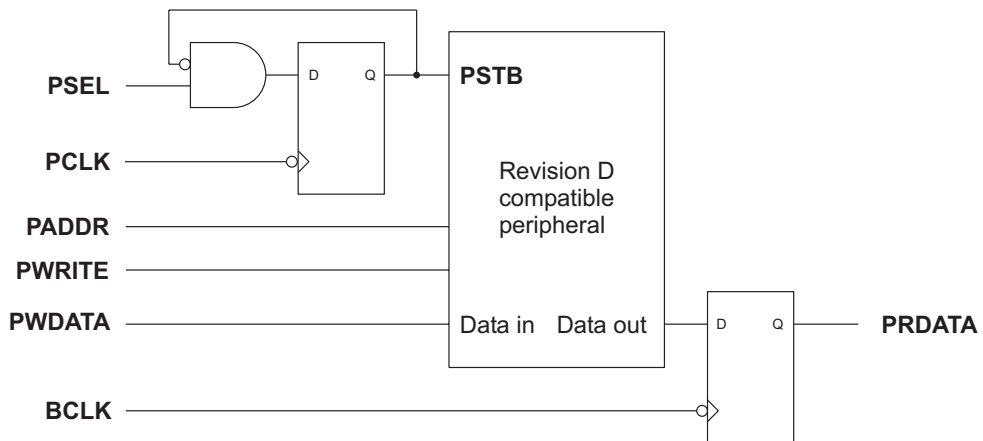 PSEL
D
Q
PSTB
PCLK
Revision D
compatible
peripheral
PADDR
PWRITE
PWDATA
Data in
Data out
D
Q
PRDATA
BCLK